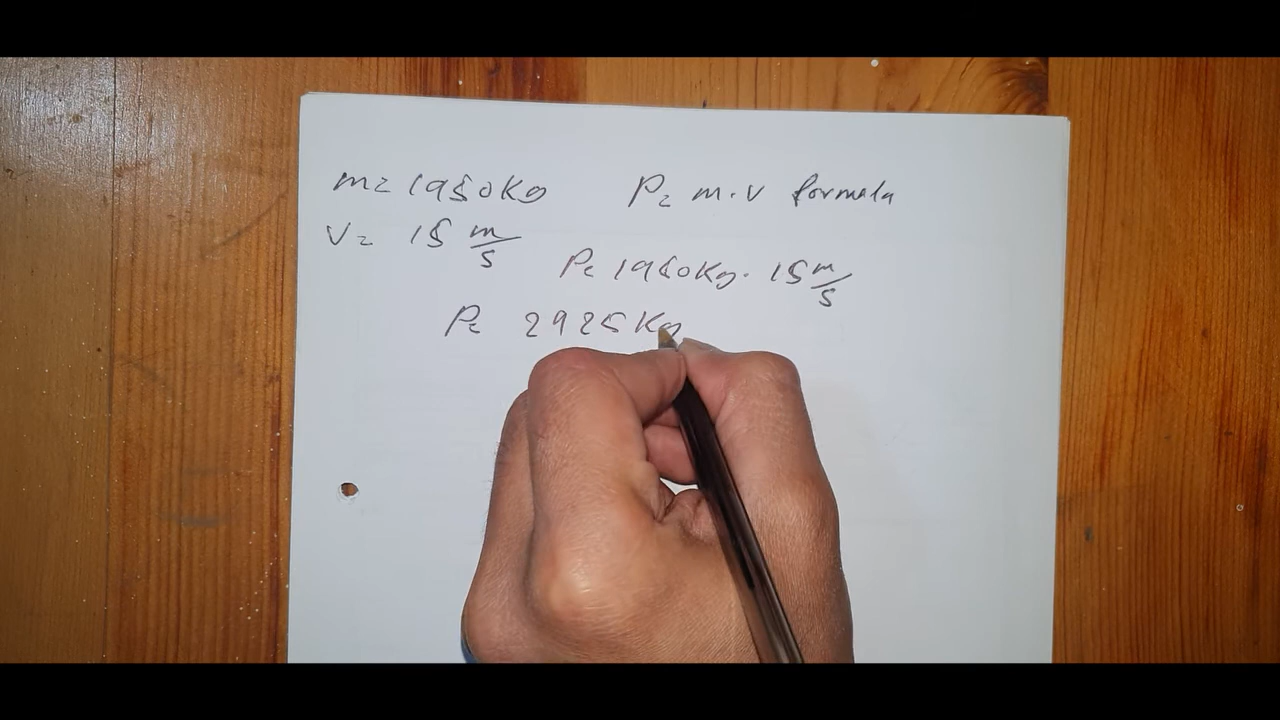 m = 1950Kg
P = m·v formula
v = 15 m/s
P = 1950Kg · 15 m/s
P = 2925Kg